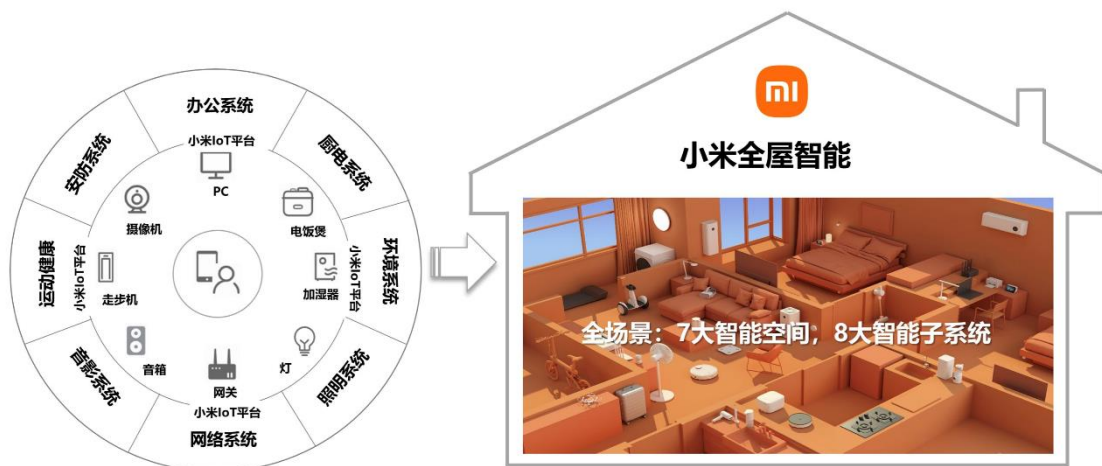 办公系统
小米IoT平台
PC
厨电系统
电饭煲
环境系统
小米IoT平台
加湿器
照明系统
灯
网络系统
小米IoT平台
网关
音影系统
音箱
运动健康
小米IoT平台
走步机
安防系统
摄像机
mi
小米全屋智能
全场景：7大智能空间，8大智能子系统